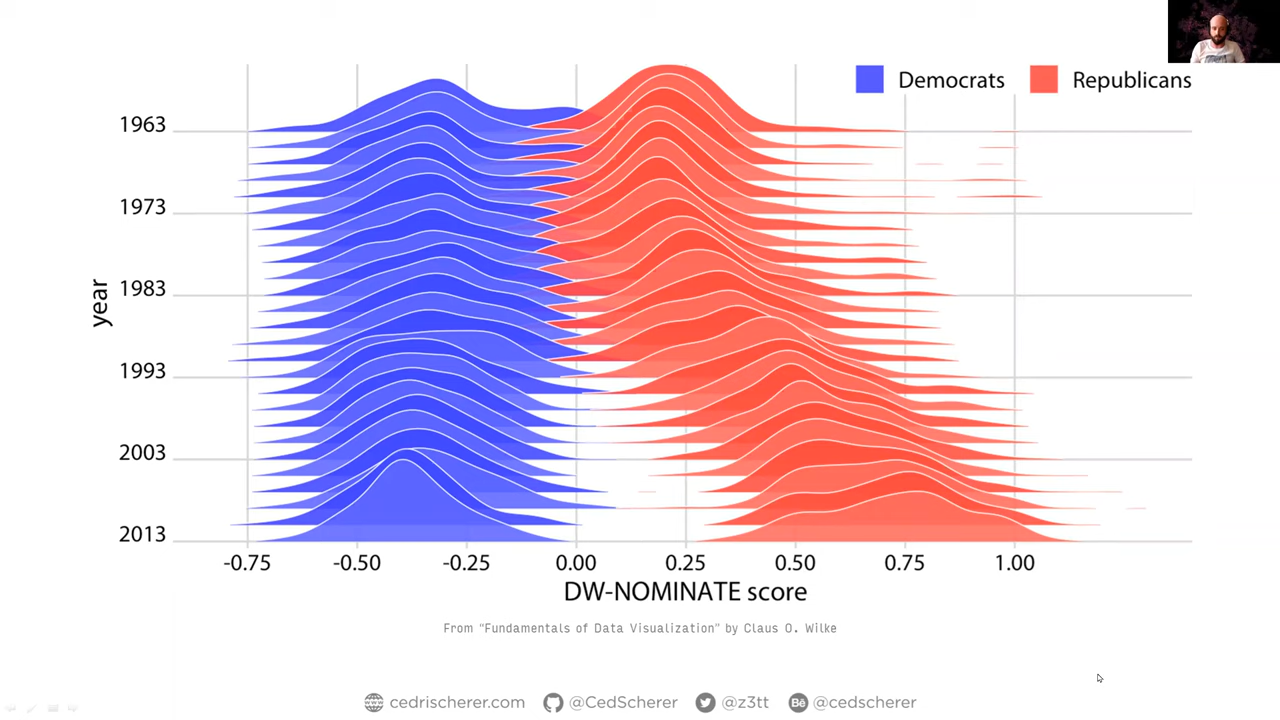 Democrats
Republicans
1963
1973
1983
1993
2003
2013
year
-0.75
-0.50
-0.25
0.00
0.25
0.50
0.75
1.00
DW-NOMINATE score
From "Fundamentals of Data Visualization" by Claus O. Wilke
cedrischerer.com
@CedScherer
@z3tt
Bē @cedscherer